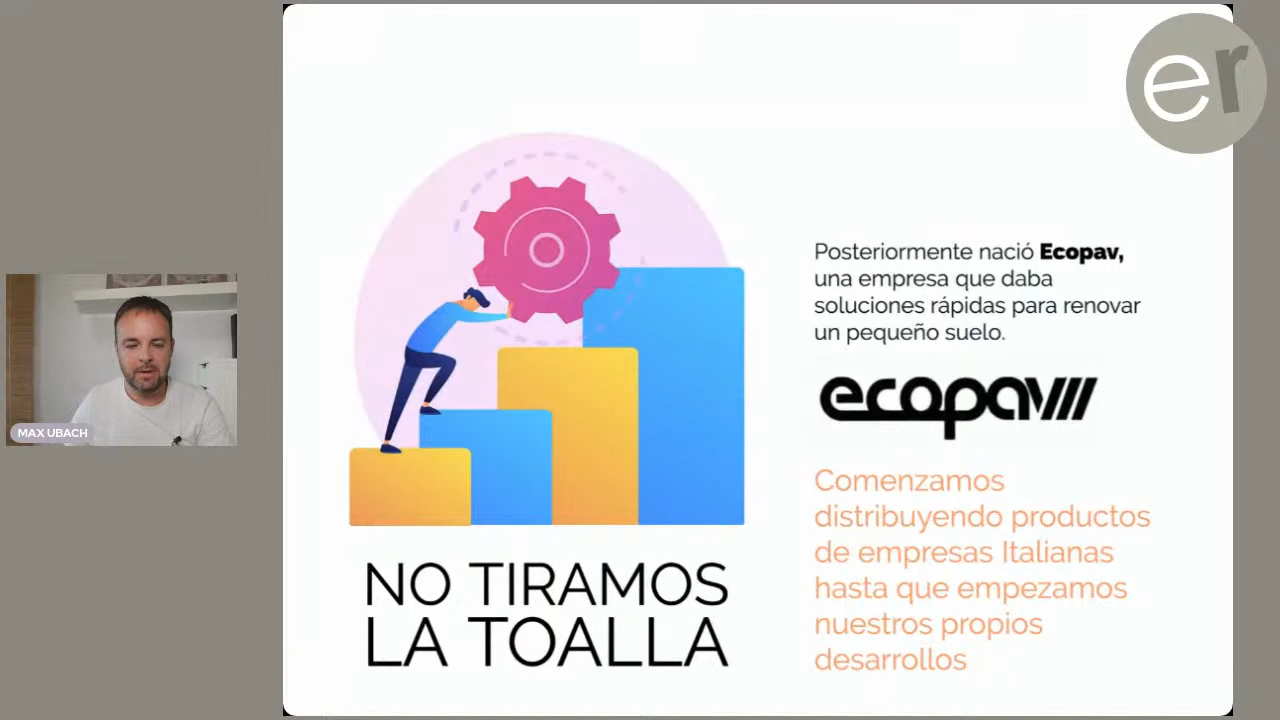 er
MAX UBACH
NO TIRAMOS
LA TOALLA
Posteriormente nació Ecopav,
una empresa que daba
soluciones rápidas para renovar
un pequeño suelo.
ecopav
Comenzamos
distribuyendo productos
de empresas Italianas
hasta que empezamos
nuestros propios
desarrollos